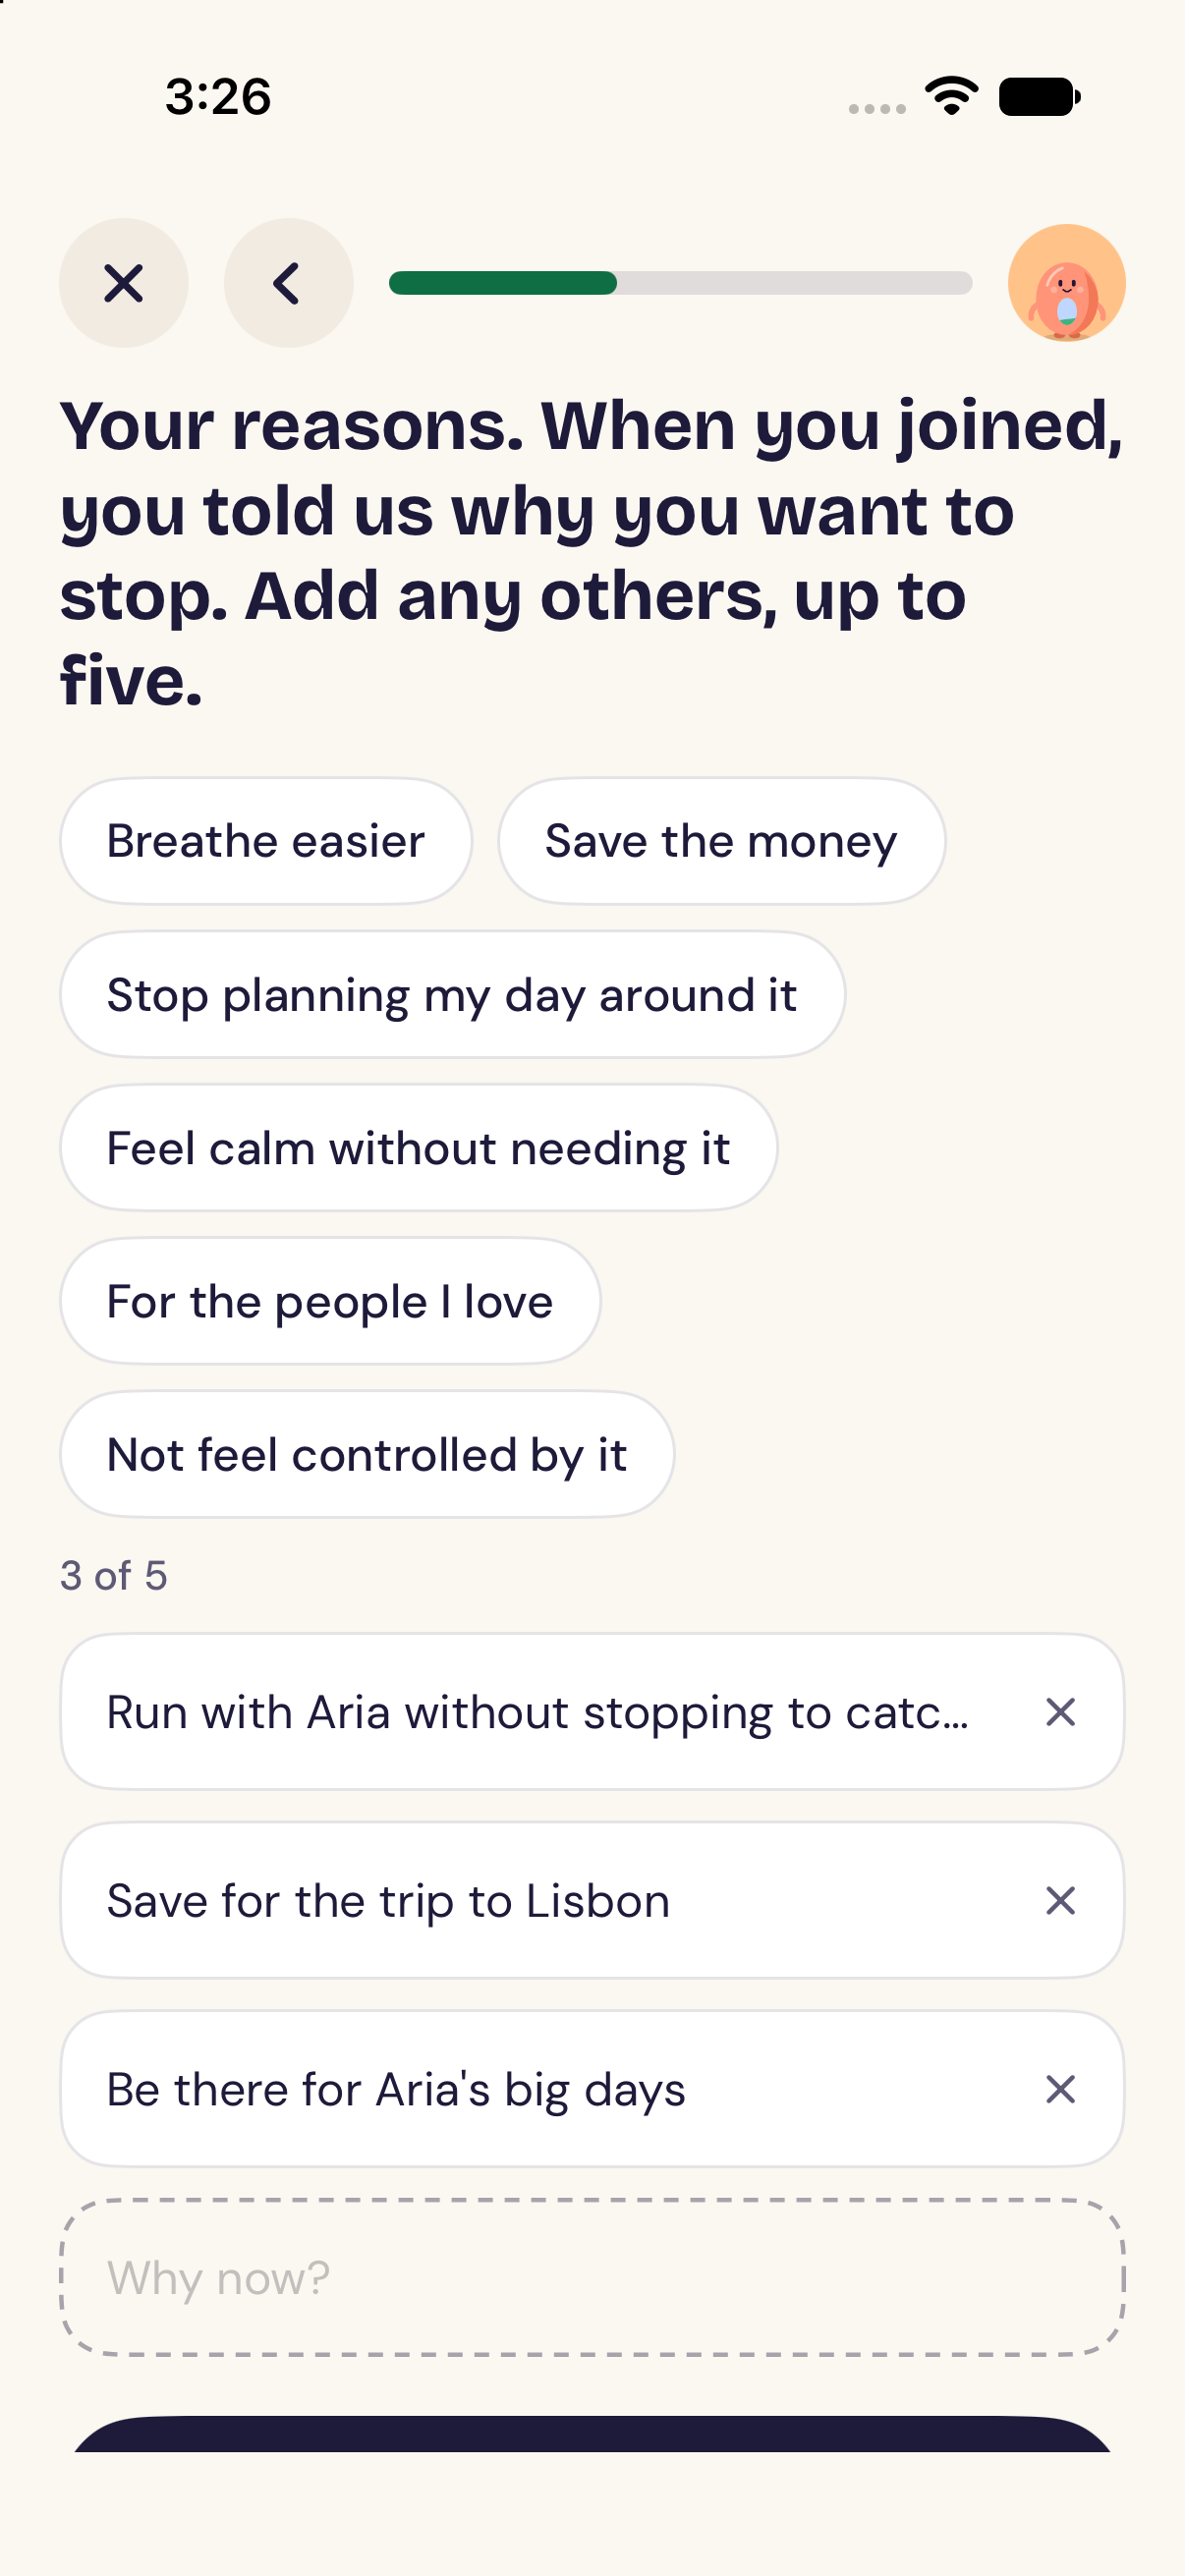 3:26
Your reasons. When you joined,
you told us why you want to
stop. Add any others, up to
five.
Breathe easier
Save the money
Stop planning my day around it
Feel calm without needing it
For the people I love
Not feel controlled by it
3 of 5
Run with Aria without stopping to catc...
Save for the trip to Lisbon
Be there for Aria's big days
Why now?